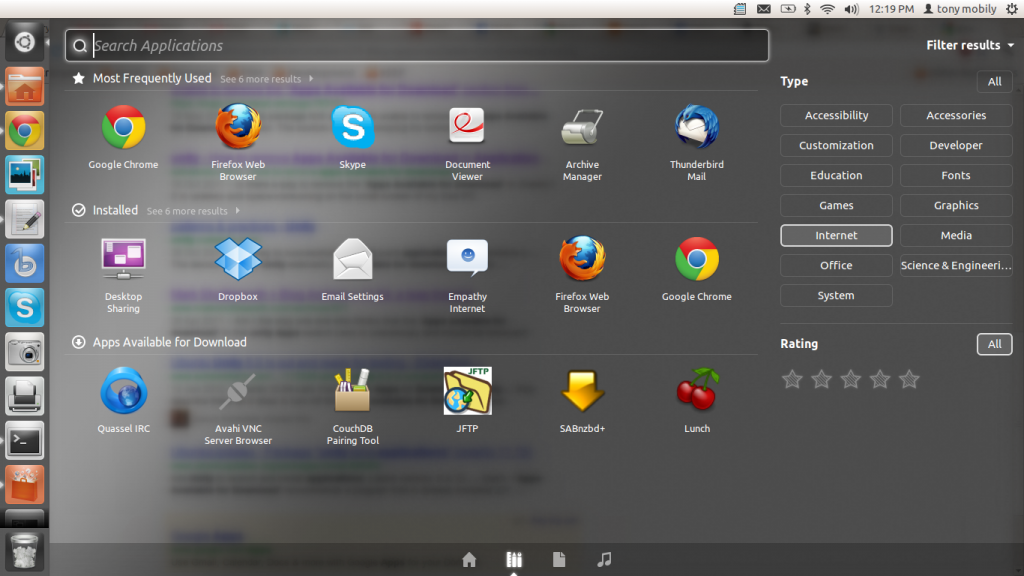 12:19 PM tony mobily
Search Applications
Filter results
Most Frequently Used See 6 more results
Google Chrome
Firefox Web
Browser
Skype
Document
Viewer
Archive
Manager
Thunderbird
Mail
Installed See 6 more results
Desktop
Sharing
Dropbox
Email Settings
Empathy
Internet
Firefox Web
Browser
Google Chrome
Apps Available for Download
Quassel IRC
Avahi VNC
Server Browser
CouchDB
Pairing Tool
JFTP
JFTP
SABnzbd+
Lunch
Type All
Accessibility Accessories
Customization Developer
Education Fonts
Games Graphics
Internet Media
Office Science & Engineeri...
System
Rating All